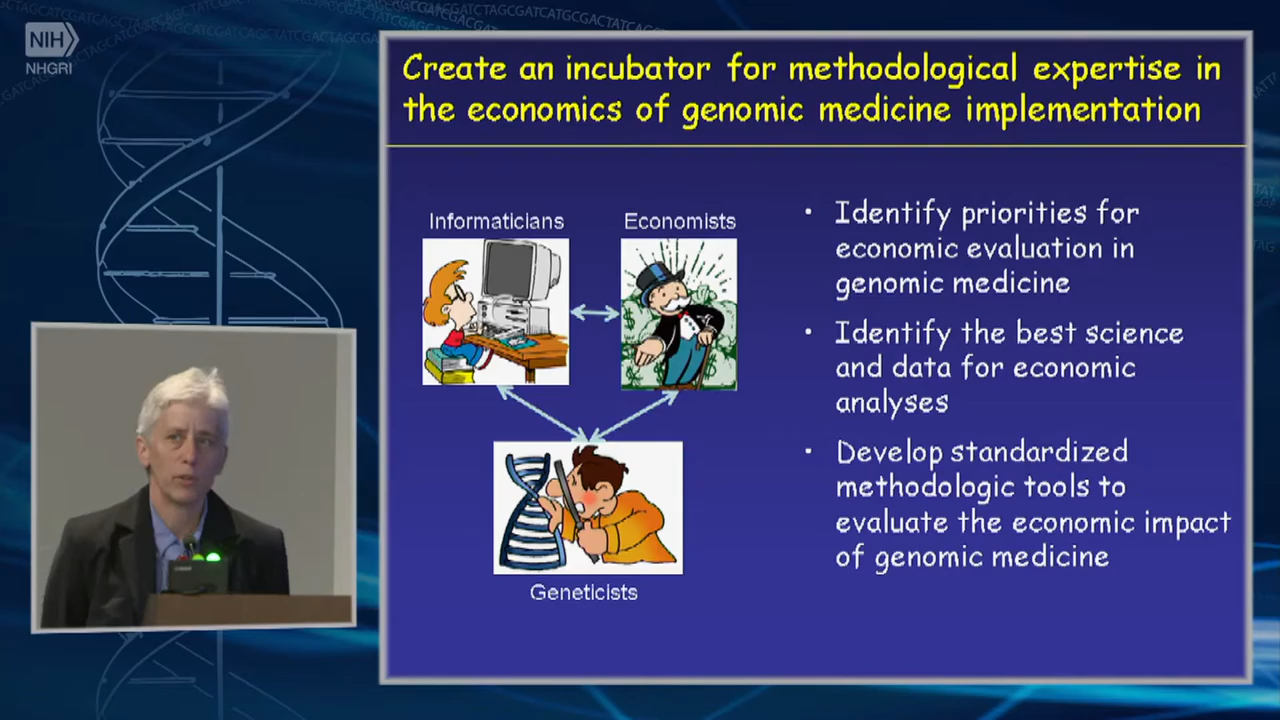 NIH
NHGRI
Create an incubator for methodological expertise in
the economics of genomic medicine implementation
Informaticians
Economists
Geneticists
• Identify priorities for
economic evaluation in
genomic medicine
• Identify the best science
and data for economic
analyses
• Develop standardized
methodologic tools to
evaluate the economic impact
of genomic medicine